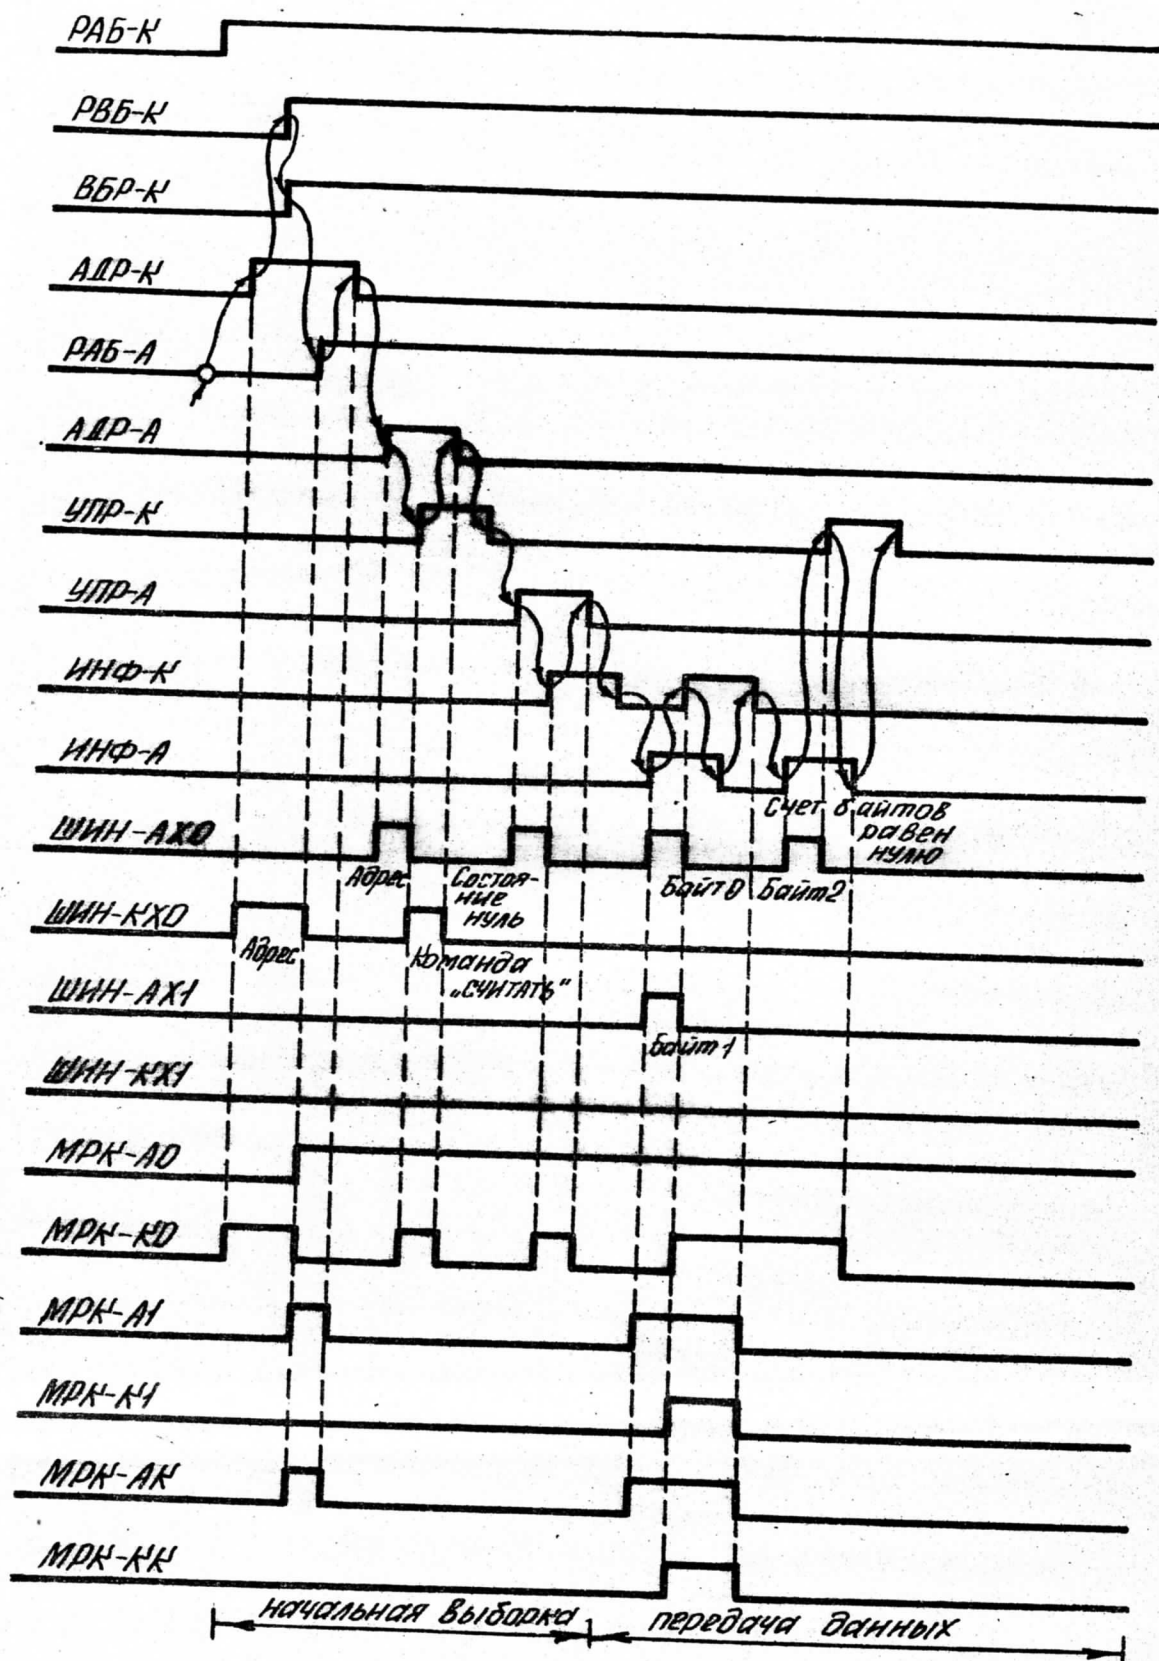 РАБ-К
РВБ-К
ВБР-К
АДР-К
РАБ-А
АДР-А
УПР-К
УПР-А
ИНФ-К
ИНФ-А
Счет байтов
равен
нулю
ШИН-АХ0
Адрес
Состоя-
ние
нуль
Байт 0
Байт 2
ШИН-КХ0
Адрес
Команда
„СЧИТАТЬ"
ШИН-АХ1
Байт 1
ШИН-КХ1
МРК-А0
МРК-К0
МРК-А1
МРК-К1
МРК-АК
МРК-КК
начальная выборка
передача данных